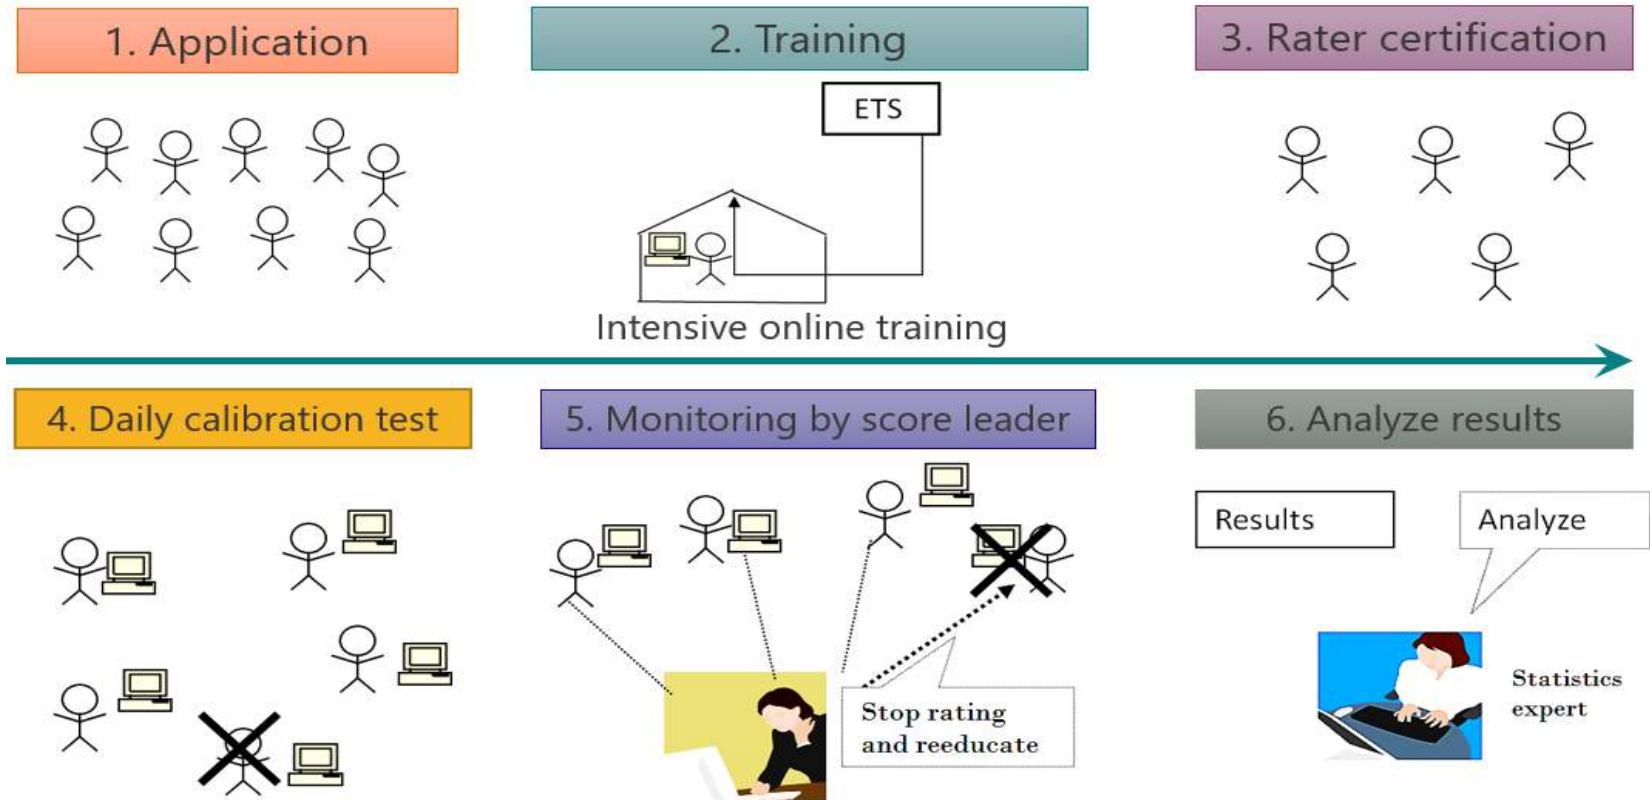 1. Application
2. Training
3. Rater certification
ETS
Intensive online training
4. Daily calibration test
5. Monitoring by score leader
6. Analyze results
Results
Analyze
Stop rating
and reeducate
Statistics
expert